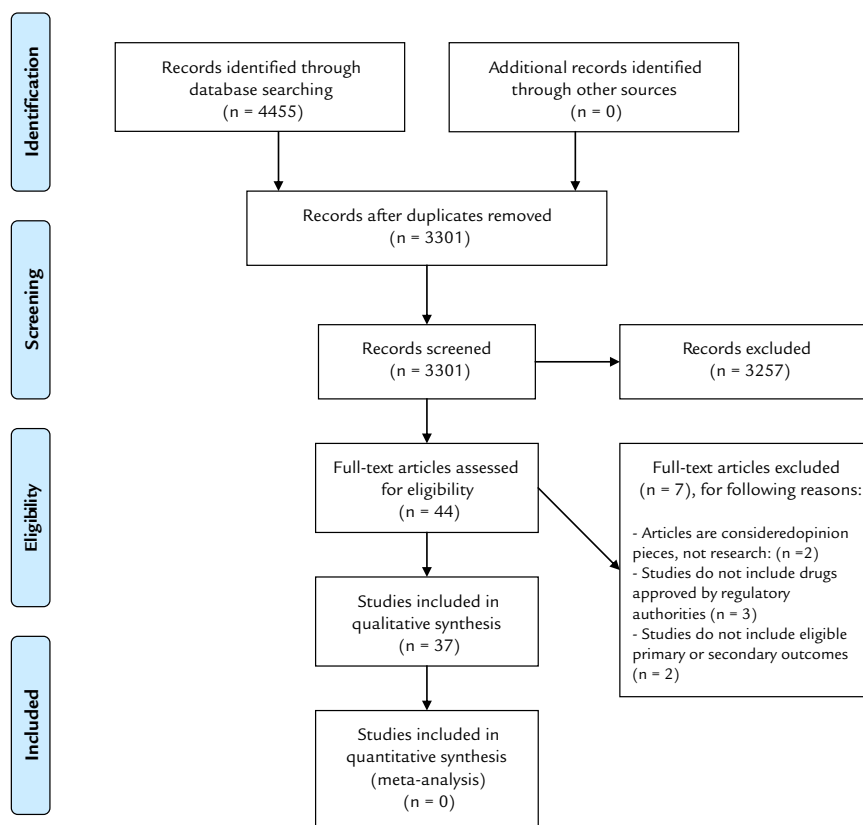 Identification
Records identified through
database searching
(n = 4455)
Additional records identified
through other sources
(n = 0)
Records after duplicates removed
(n = 3301)
Screening
Records screened
(n = 3301)
Records excluded
(n = 3257)
Eligibility
Full-text articles assessed
for eligibility
(n = 44)
Full-text articles excluded
(n = 7), for following reasons:
- Articles are consideredopinion
pieces, not research: (n =2)
- Studies do not include drugs
approved by regulatory
authorities (n = 3)
- Studies do not include eligible
primary or secondary outcomes
(n = 2)
Studies included in
qualitative synthesis
(n = 37)
Included
Studies included in
quantitative synthesis
(meta-analysis)
(n = 0)